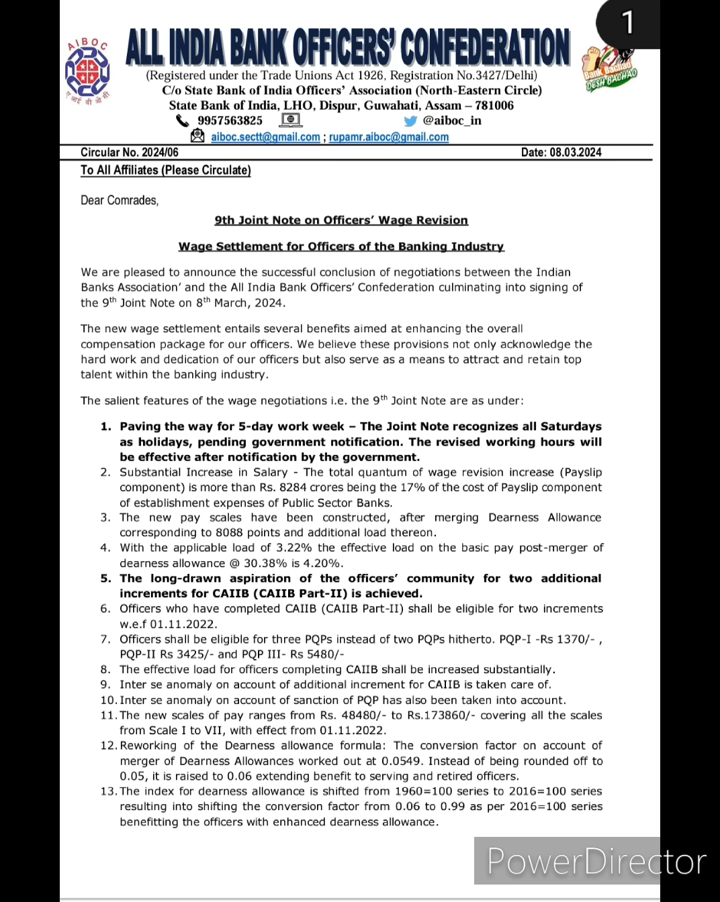 1
AIBOC
ए आई बी ओ सी
ALL INDIA BANK OFFICERS' CONFEDERATION
(Registered under the Trade Unions Act 1926, Registration No.3427/Delhi)
C/o State Bank of India Officers' Association (North-Eastern Circle)
State Bank of India, LHO, Dispur, Guwahati, Assam – 781006
9957563825 @aiboc_in
aiboc.sectt@gmail.com ; rupamr.aiboc@gmail.com
Bank Bachao
DESH BACHAO
Circular No. 2024/06 Date: 08.03.2024
To All Affiliates (Please Circulate)
Dear Comrades,
9th Joint Note on Officers' Wage Revision
Wage Settlement for Officers of the Banking Industry
We are pleased to announce the successful conclusion of negotiations between the Indian
Banks Association' and the All India Bank Officers' Confederation culminating into signing of
the 9th Joint Note on 8th March, 2024.
The new wage settlement entails several benefits aimed at enhancing the overall
compensation package for our officers. We believe these provisions not only acknowledge the
hard work and dedication of our officers but also serve as a means to attract and retain top
talent within the banking industry.
The salient features of the wage negotiations i.e. the 9th Joint Note are as under:
1. Paving the way for 5-day work week – The Joint Note recognizes all Saturdays
as holidays, pending government notification. The revised working hours will
be effective after notification by the government.
2. Substantial Increase in Salary - The total quantum of wage revision increase (Payslip
component) is more than Rs. 8284 crores being the 17% of the cost of Payslip component
of establishment expenses of Public Sector Banks.
3. The new pay scales have been constructed, after merging Dearness Allowance
corresponding to 8088 points and additional load thereon.
4. With the applicable load of 3.22% the effective load on the basic pay post-merger of
dearness allowance @ 30.38% is 4.20%.
5. The long-drawn aspiration of the officers' community for two additional
increments for CAIIB (CAIIB Part-II) is achieved.
6. Officers who have completed CAIIB (CAIIB Part-II) shall be eligible for two increments
w.e.f 01.11.2022.
7. Officers shall be eligible for three PQPs instead of two PQPs hitherto. PQP-I -Rs 1370/- ,
PQP-II Rs 3425/- and PQP III- Rs 5480/-
8. The effective load for officers completing CAIIB shall be increased substantially.
9. Inter se anomaly on account of additional increment for CAIIB is taken care of.
10. Inter se anomaly on account of sanction of PQP has also been taken into account.
11. The new scales of pay ranges from Rs. 48480/- to Rs.173860/- covering all the scales
from Scale I to VII, with effect from 01.11.2022.
12. Reworking of the Dearness allowance formula: The conversion factor on account of
merger of Dearness Allowances worked out at 0.0549. Instead of being rounded off to
0.05, it is raised to 0.06 extending benefit to serving and retired officers.
13. The index for dearness allowance is shifted from 1960=100 series to 2016=100 series
resulting into shifting the conversion factor from 0.06 to 0.99 as per 2016=100 series
benefitting the officers with enhanced dearness allowance.
PowerDirector